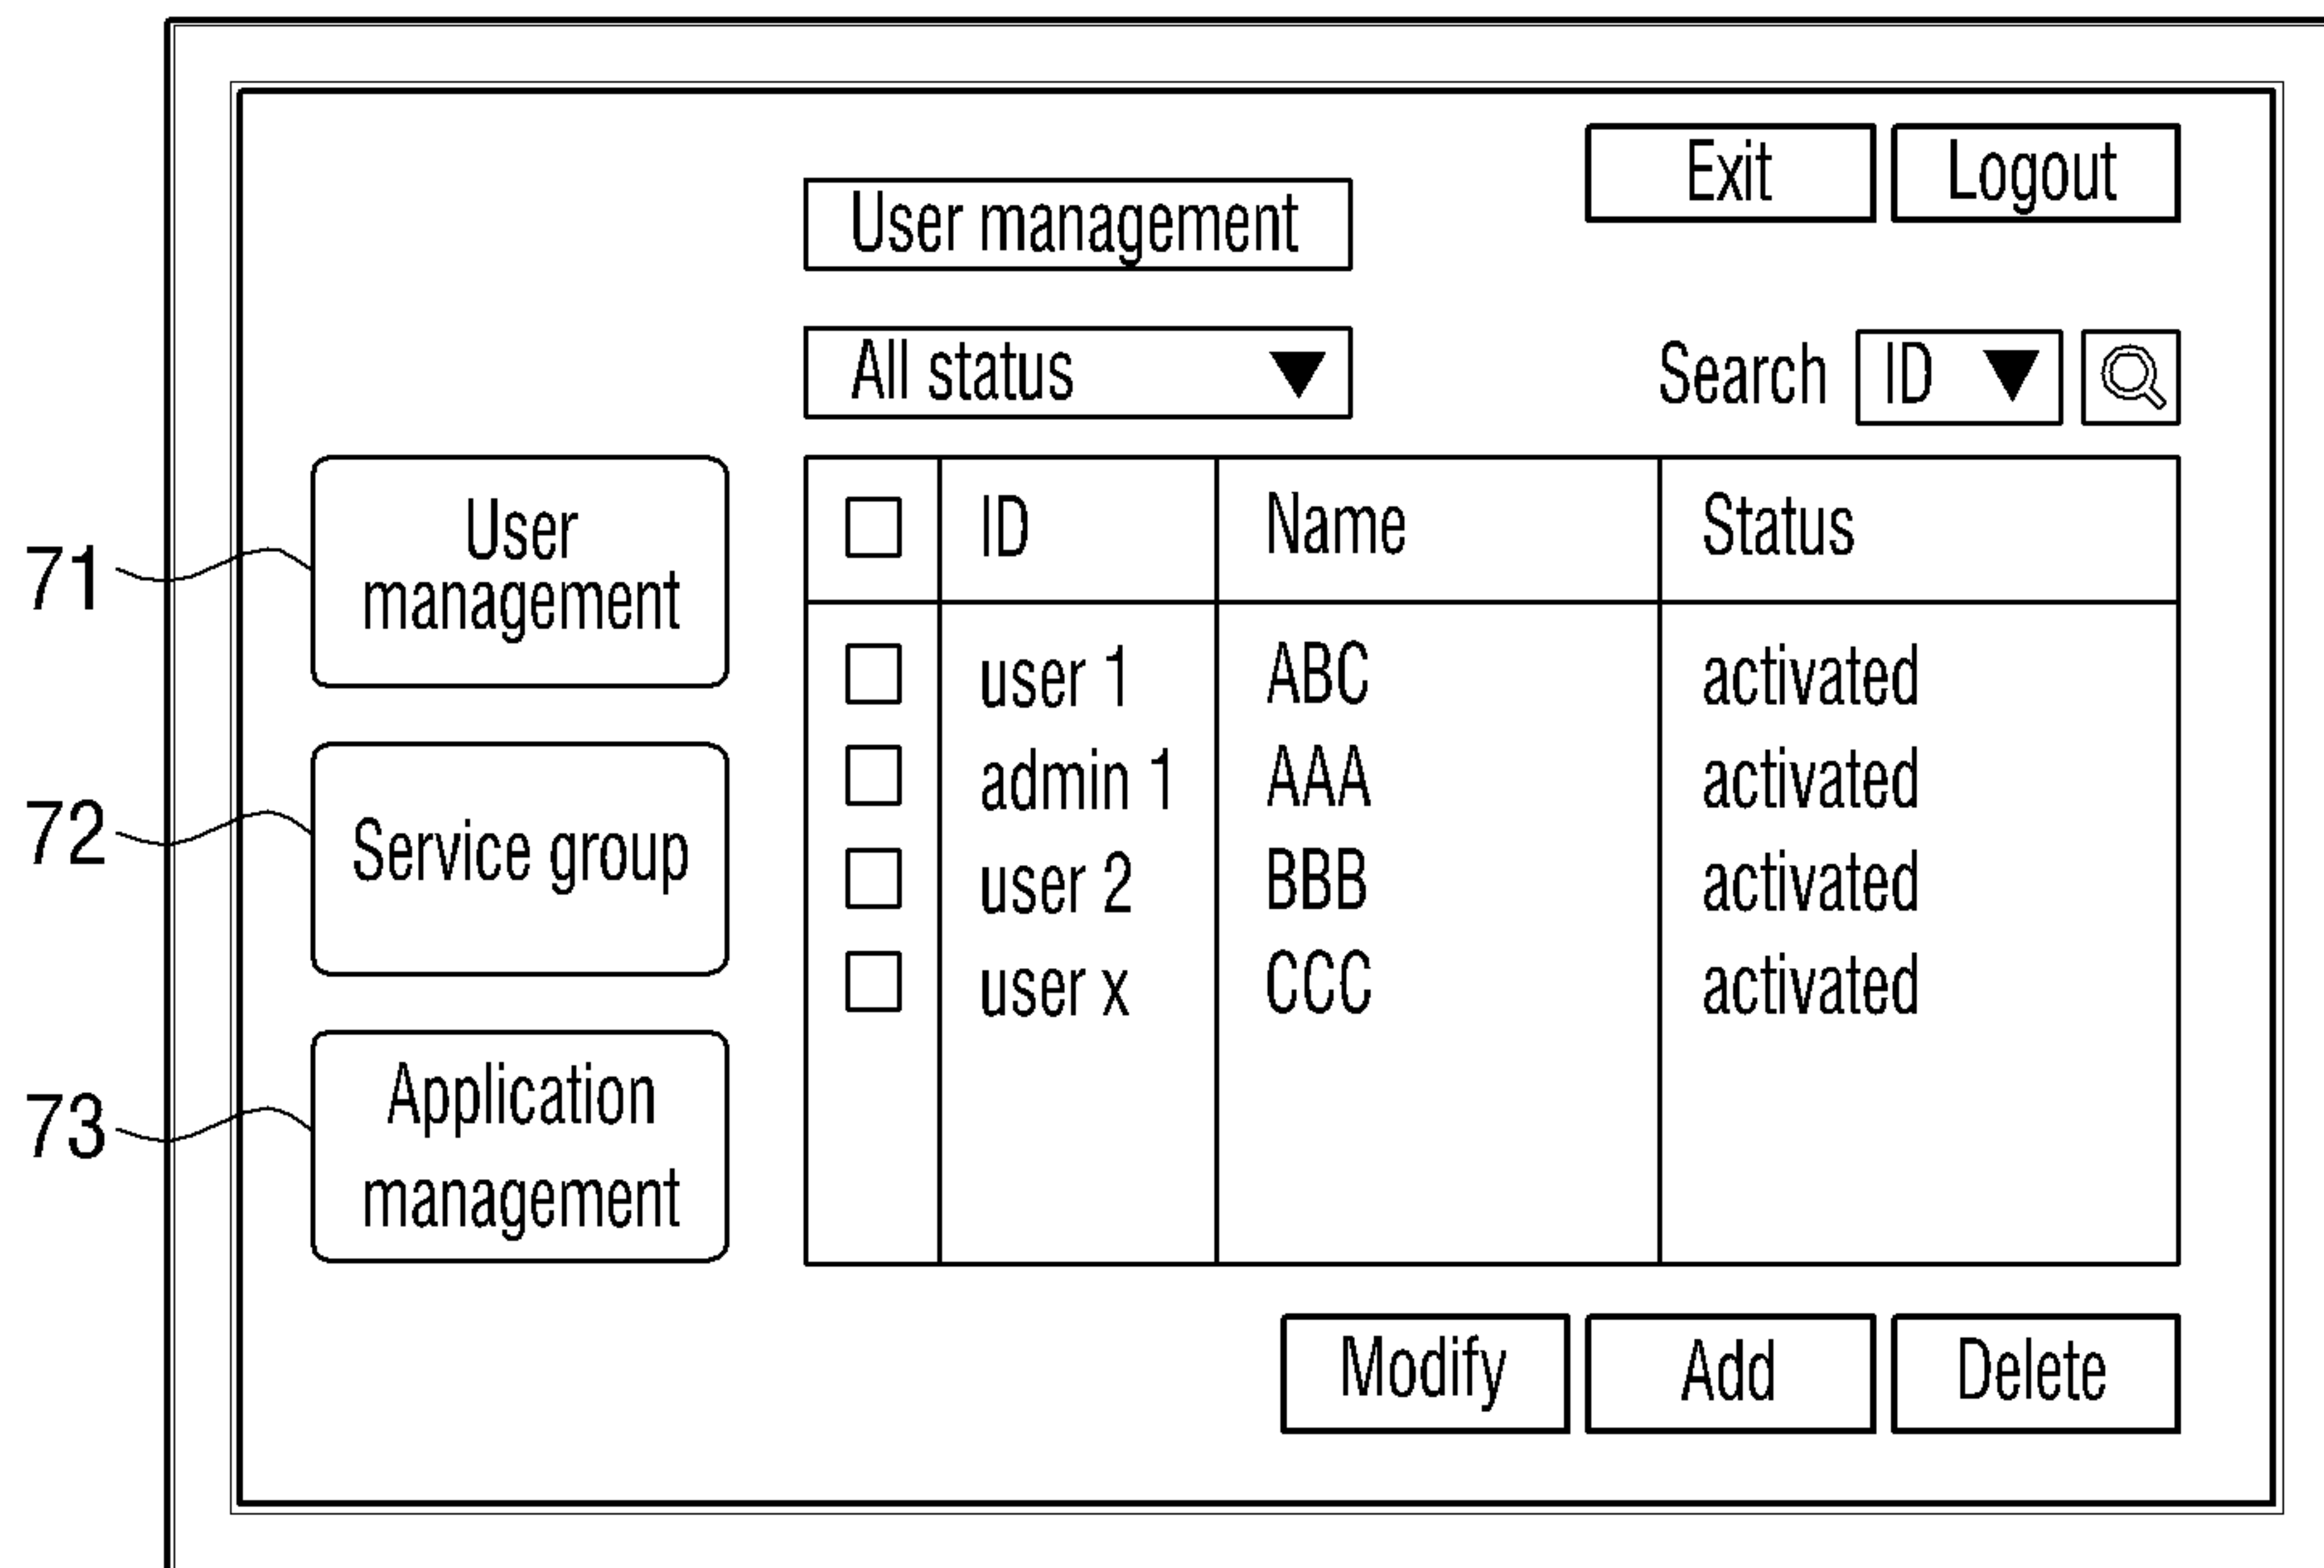 Exit Logout
User management
All status Search ID
71 User
management
72 Service group
73 Application
management
ID Name Status
user 1 ABC activated
admin 1 AAA activated
user 2 BBB activated
user x CCC activated
Modify Add Delete